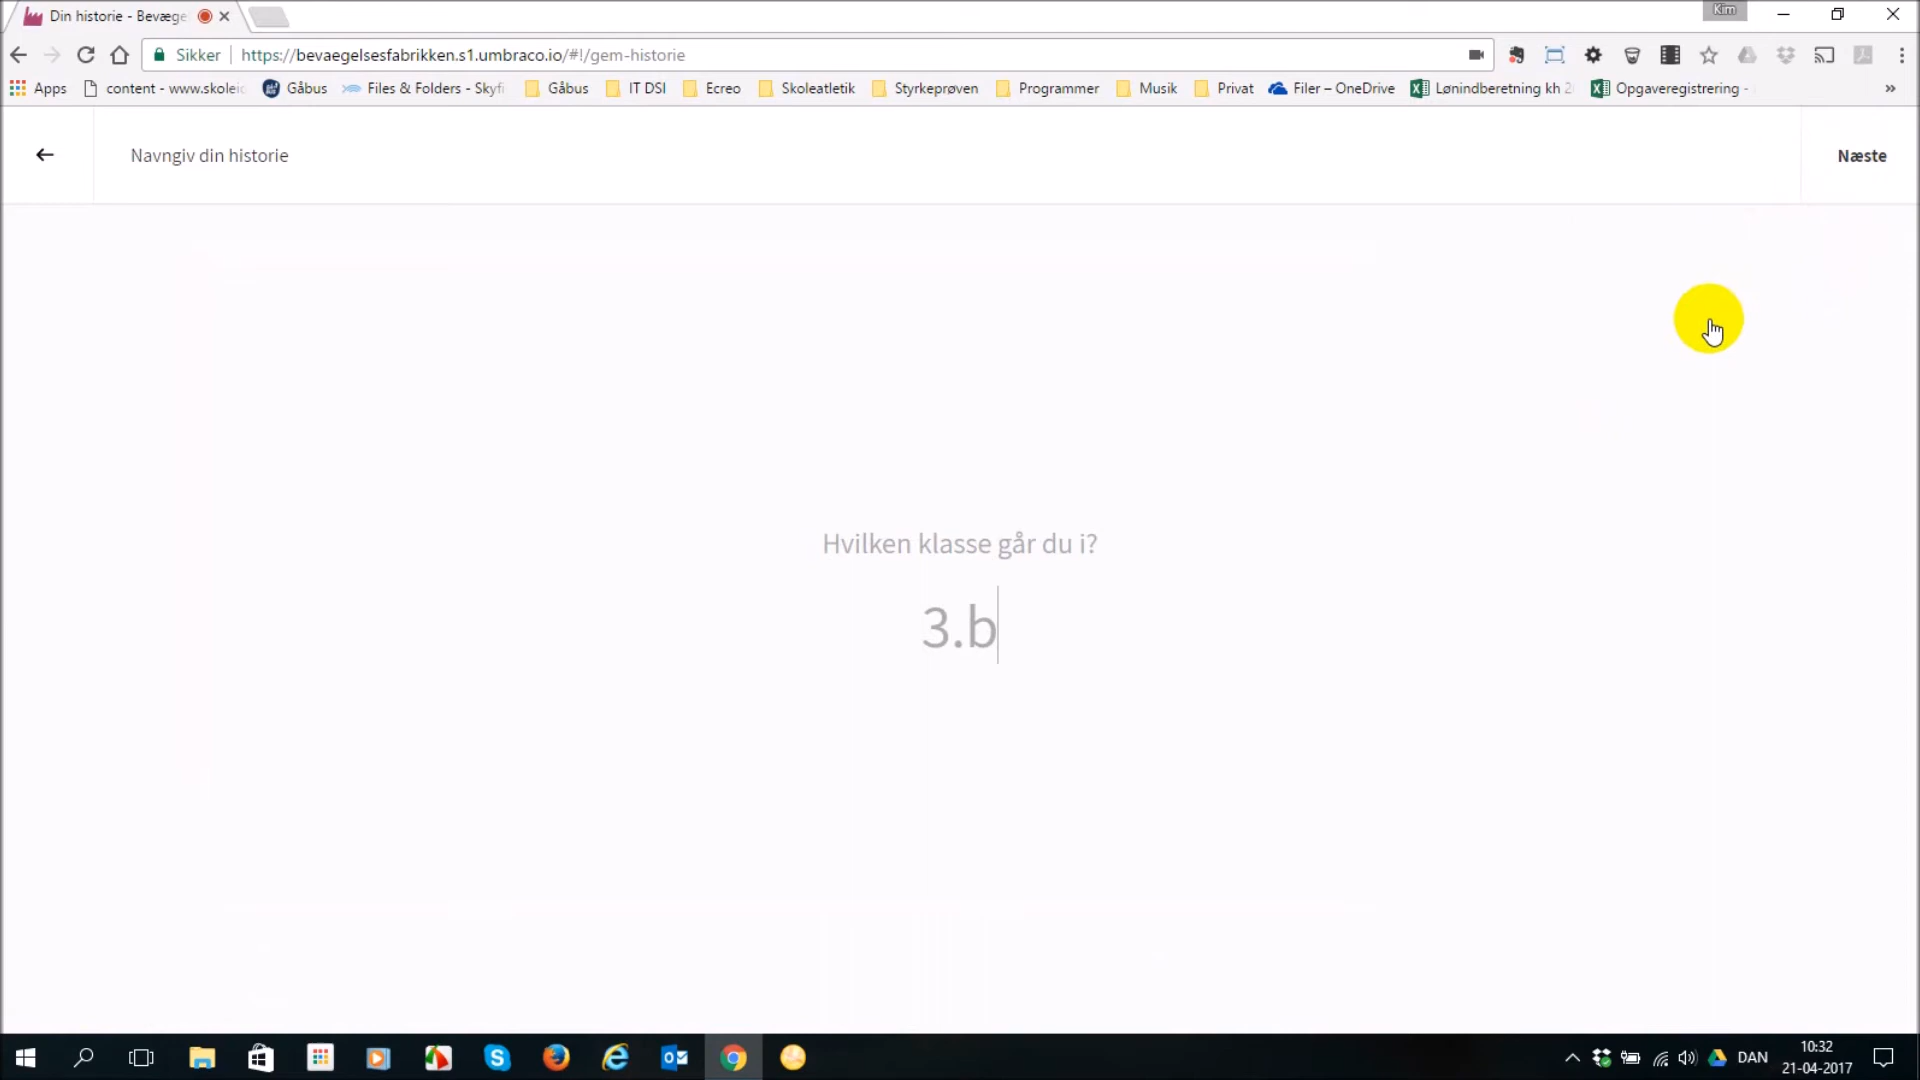 Din historie - Bevæge
Kim
Sikker
https://bevaegelsesfabrikken.s1.umbraco.io/#!/gem-historie
Apps
content - www.skolei
Gåbus
Files & Folders - Skyf
Gåbus
IT DSI
Ecreo
Skoleatletik
Styrkeprøven
Programmer
Musik
Privat
Filer – OneDrive
Lønindberetning kh 2
Opgaveregistrering -
»
Navngiv din historie
Næste
Hvilken klasse går du i?
3.b
DAN
10:32
21-04-2017